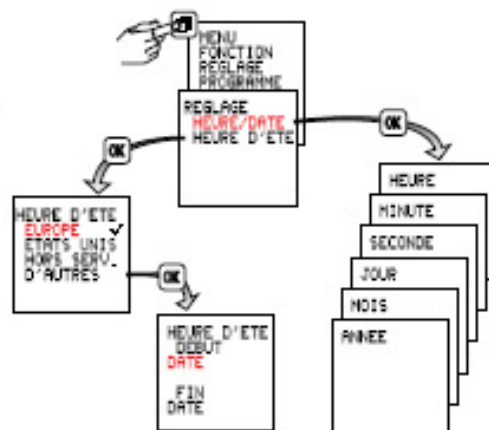 MENU
FONCTION
REGLAGE
PROGRAMME
REGLAGE
HEURE/DATE
HEURE D'ETE
OK
OK
HEURE D'ETE
EUROPE ✓
ETATS UNIS
HORS SERV.
D'AUTRES
OK
HEURE D'ETE
DEBUT
DATE
FIN
DATE
HEURE
MINUTE
SECONDE
JOUR
MOIS
ANNEE